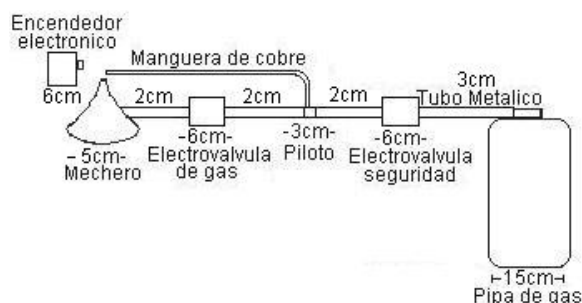 Encendedor
electronico
6cm
Manguera de cobre
2cm
2cm
2cm
3cm
Tubo Metalico
- 5cm-
Mechero
-6cm-
Electrovalvula
de gas
-3cm-
Piloto
-6cm-
Electrovalvula
seguridad
15cm
Pipa de gas